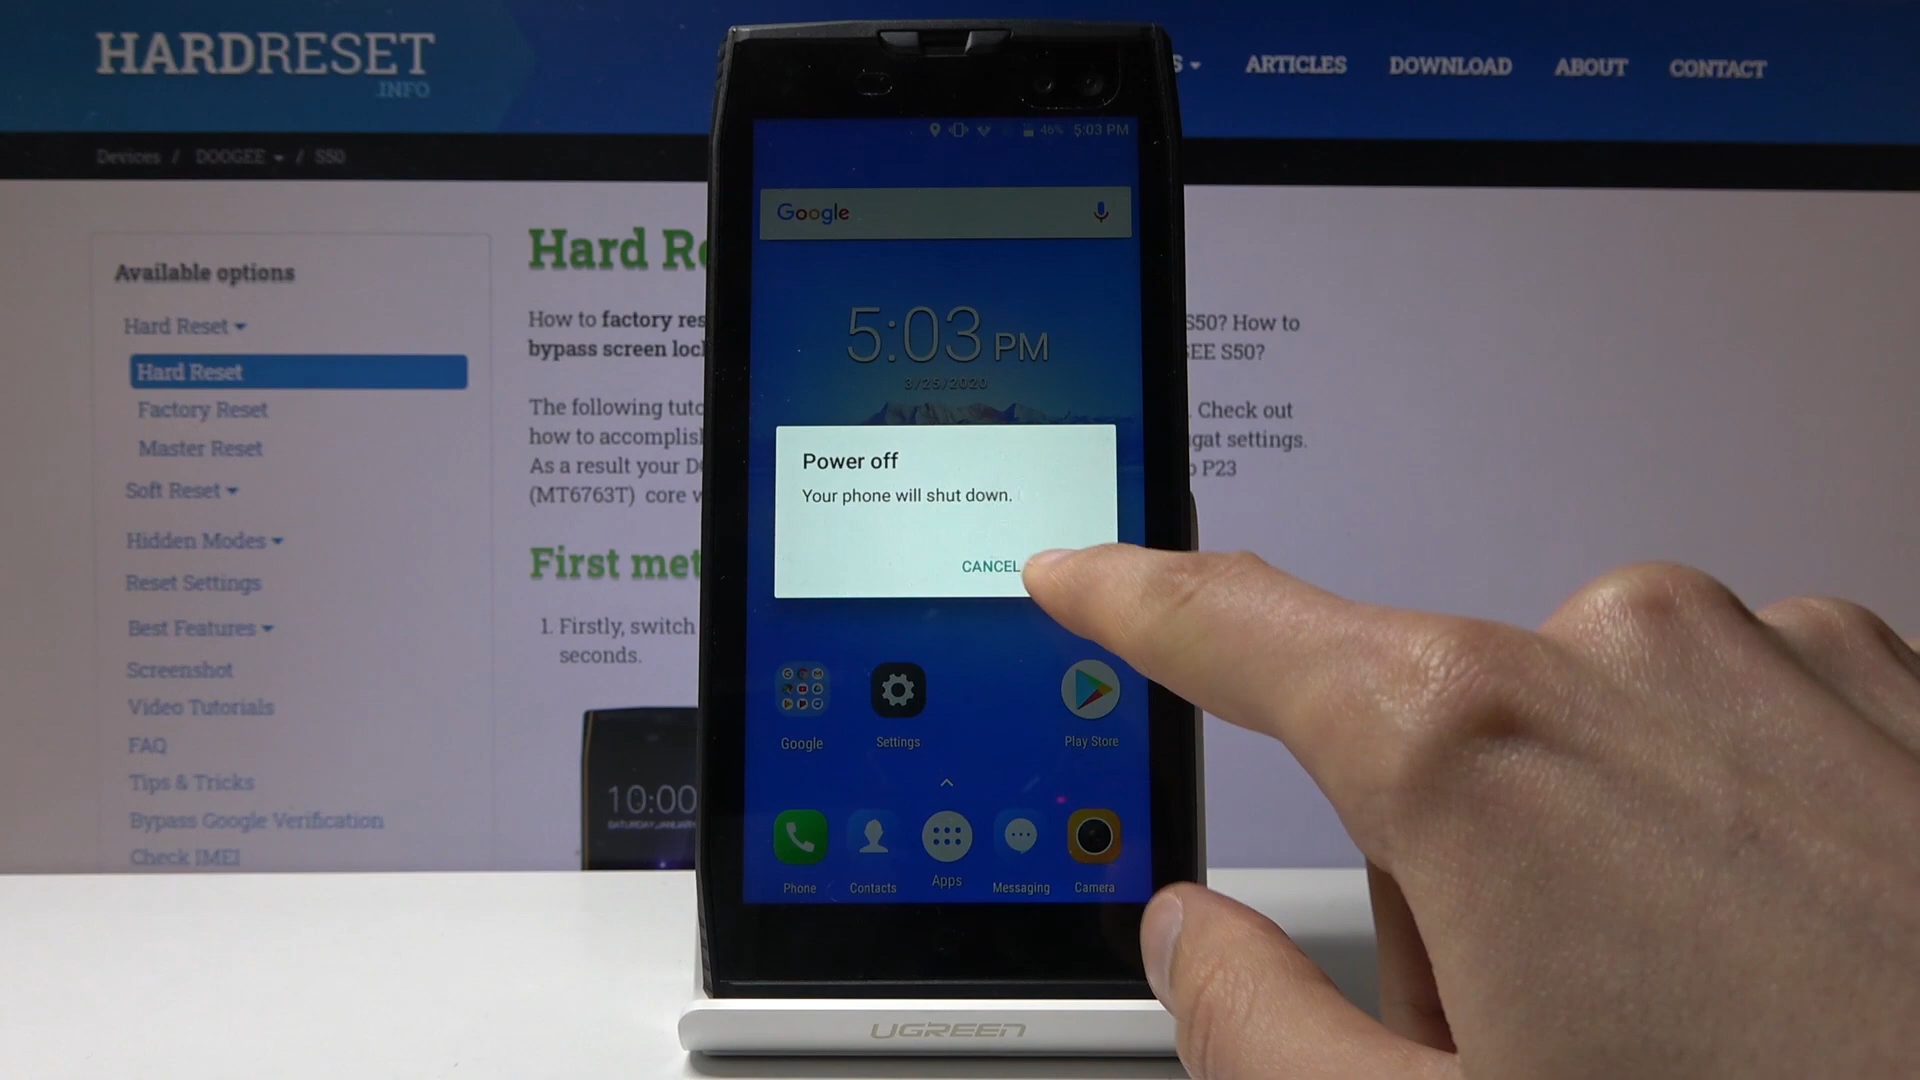 HARDRESET
.INFO
ARTICLES
DOWNLOAD
ABOUT
CONTACT
Devices / DOOGEE / S50
Available options
Hard Reset
Hard Reset
Factory Reset
Master Reset
Soft Reset
Hidden Modes
Reset Settings
Best Features
Screenshot
Video Tutorials
FAQ
Tips & Tricks
Bypass Google Verification
Check IMEI
Hard R
How to factory res
bypass screen loc
S50? How to
EE S50?
The following tuto
how to accomplis
As a result your D
(MT6763T) core
. Check out
gat settings.
P23
First met
1. Firstly, switch
seconds.
10:00
46% 5:03 PM
Google
5:03 PM
3/25/2020
Power off
Your phone will shut down.
CANCEL
Google
Settings
Play Store
Phone
Contacts
Apps
Messaging
Camera
UGREEN